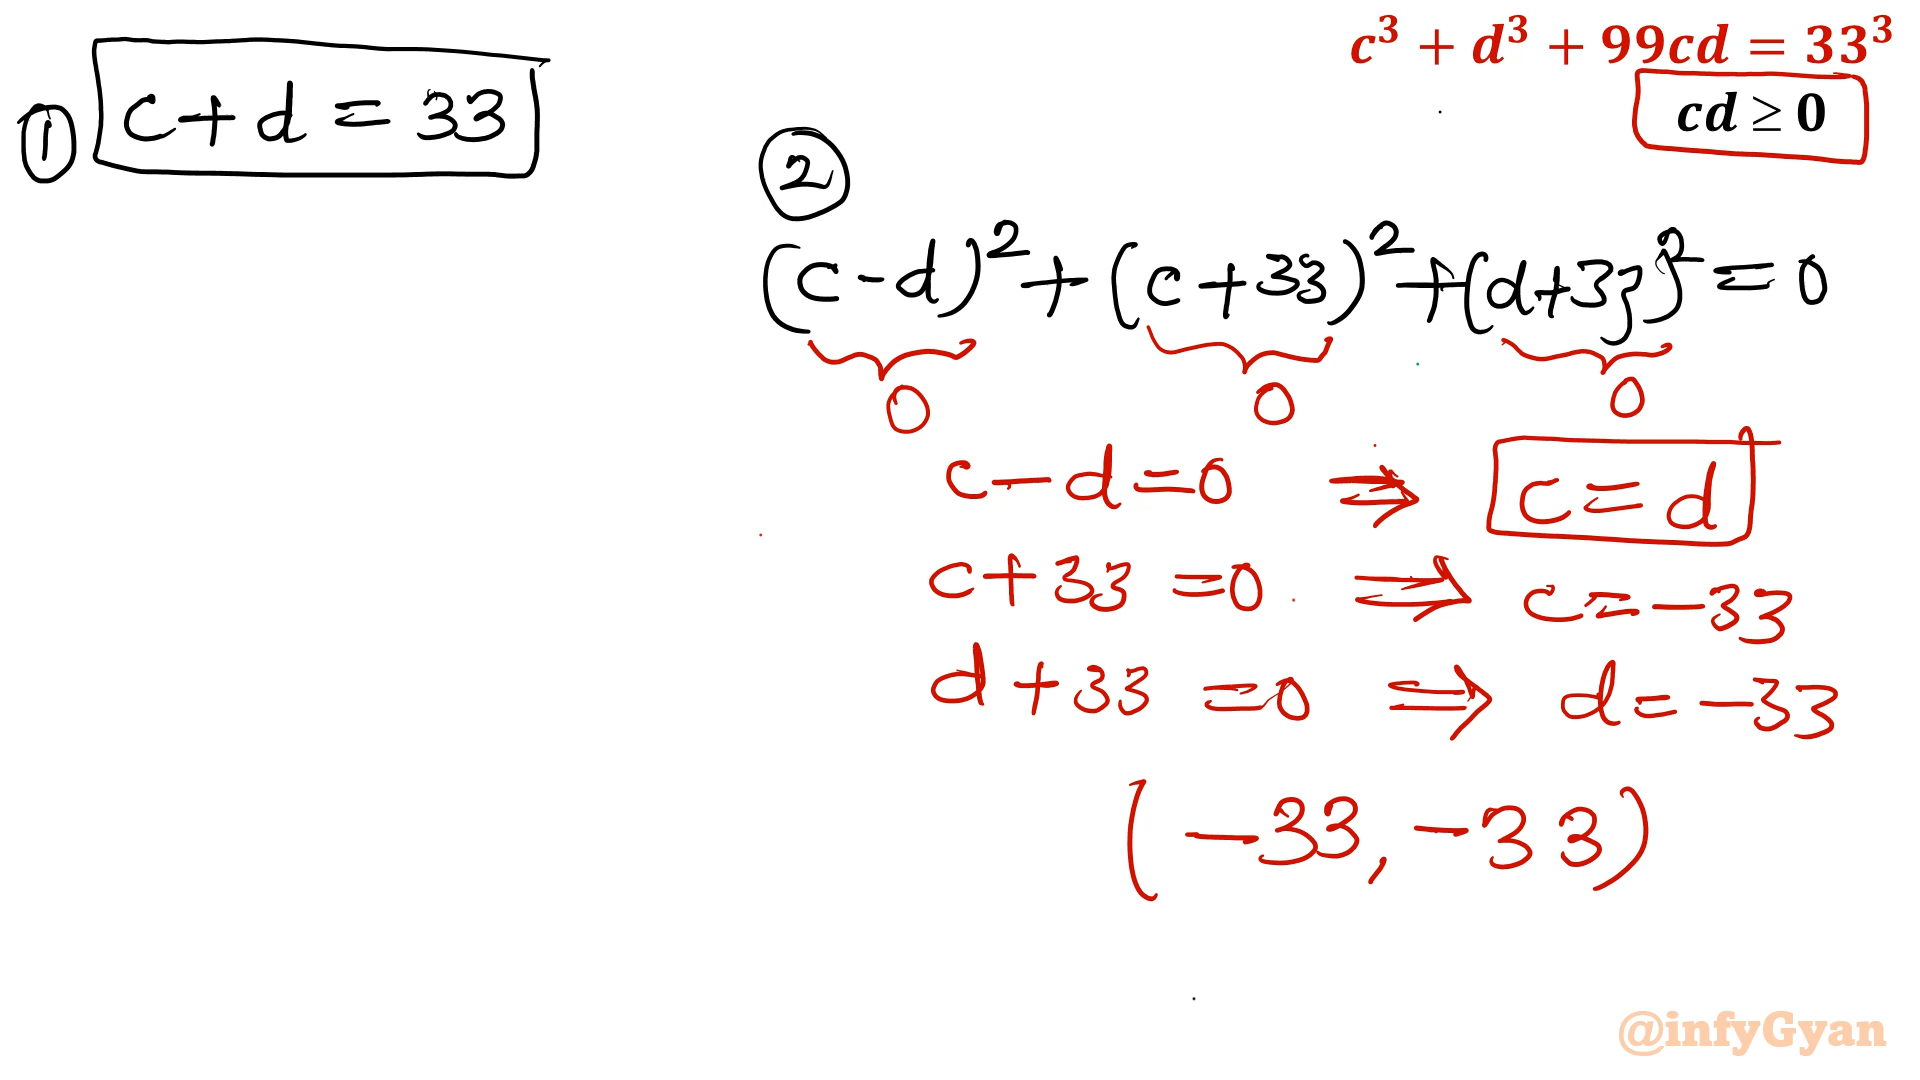 c³ + d³ + 99cd = 33³
cd ≥ 0
① c + d = 33
②
(c - d)² + (c + 33)² + (d + 33)² = 0
0 0 0
c - d = 0 ⇒ c = d
c + 33 = 0 ⇒ c = -33
d + 33 = 0 ⇒ d = -33
(-33, -33)
@infyGyan